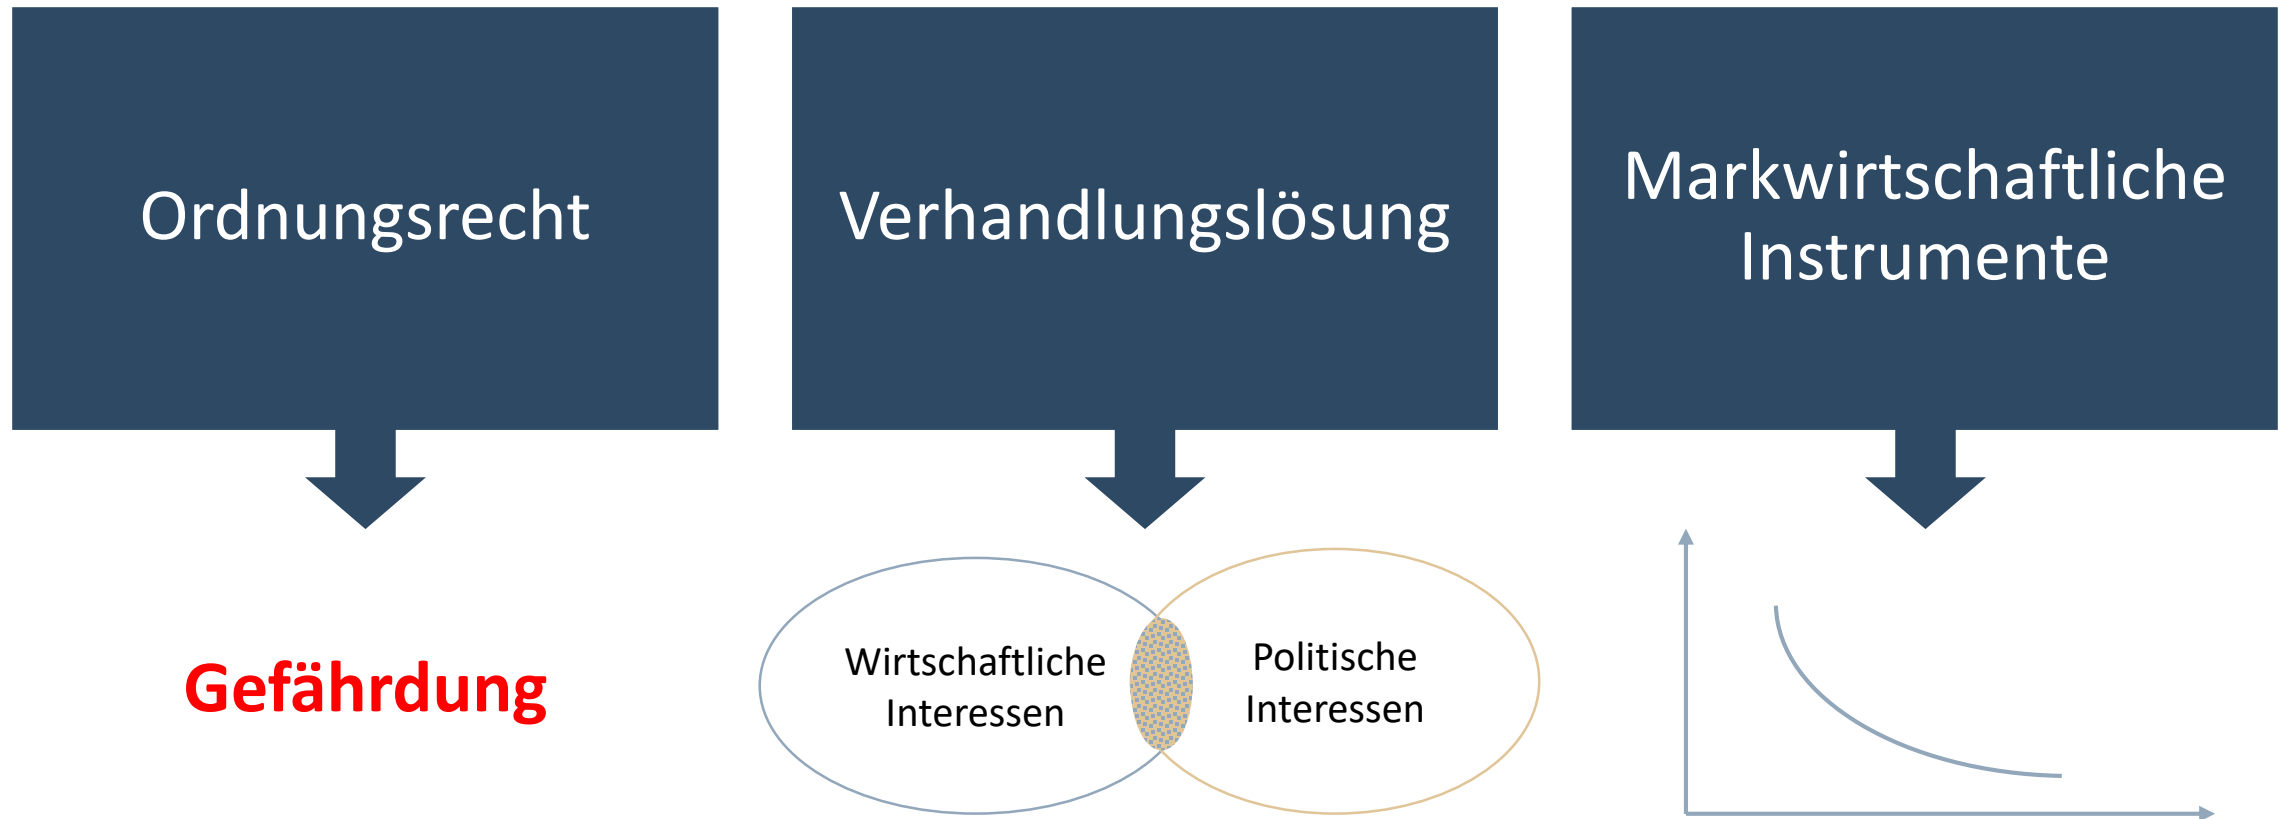 Ordnungsrecht
Verhandlungslösung
Markwirtschaftliche
Instrumente
Gefährdung
Wirtschaftliche
Interessen
Politische
Interessen